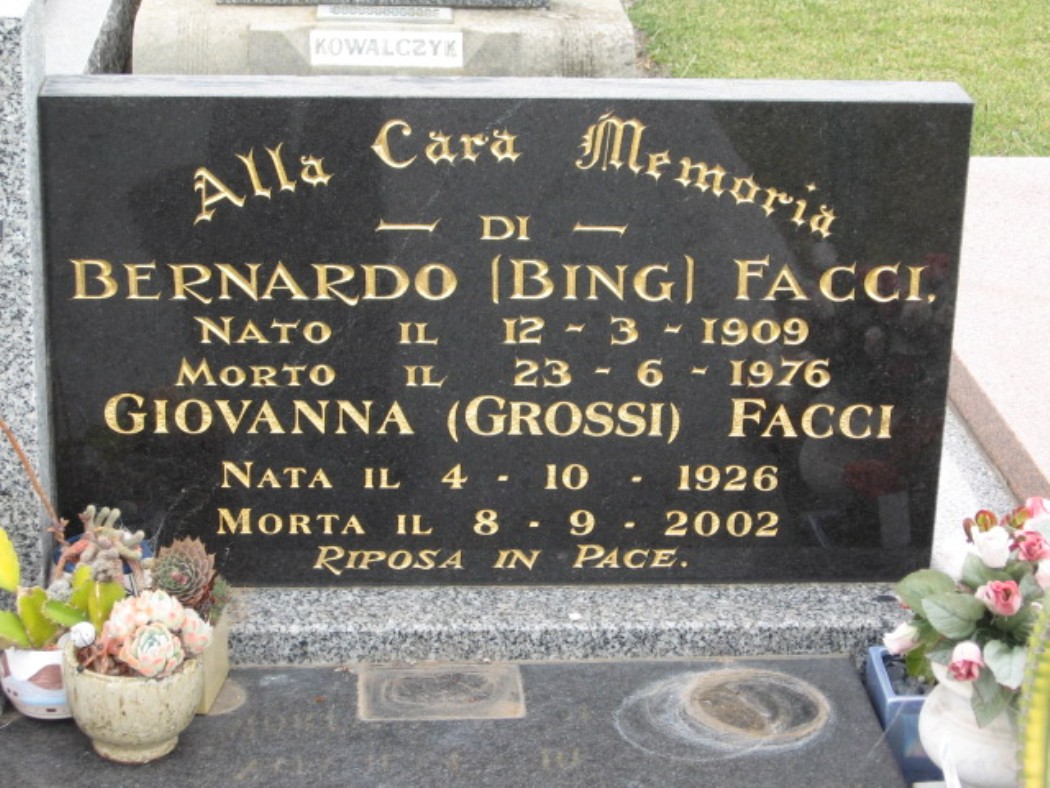 KOWALCZYK
Alla Cara Memoria
— DI —
BERNARDO (BING) FACCI.
NATO IL 12 - 3 - 1909
MORTO IL 23 - 6 - 1976
GIOVANNA (GROSSI) FACCI
NATA IL 4 - 10 - 1926
MORTA IL 8 - 9 - 2002
RIPOSA IN PACE.